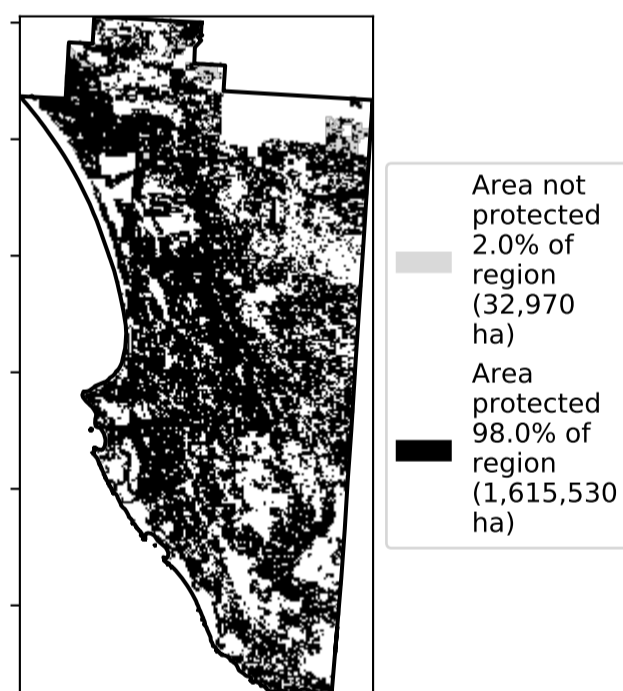 Area not
protected
2.0% of
region
(32,970
ha)
Area
protected
98.0% of
region
(1,615,530
ha)